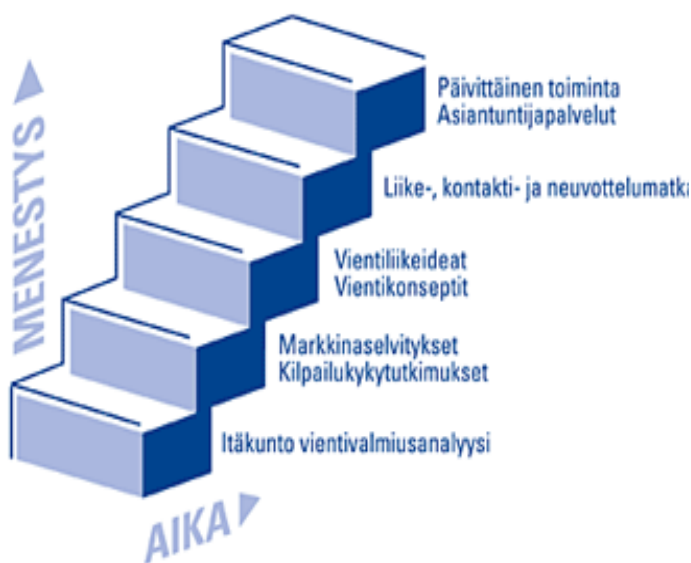 MENESTYS
Päivittäinen toiminta
Asiantuntijapalvelut
Liike-, kontakti- ja neuvottelumatka
Vientiliikeideat
Vientikonseptit
Markkinaselvitykset
Kilpailukykytutkimukset
Itäkunto vientivalmiusanalyysi
AIKA